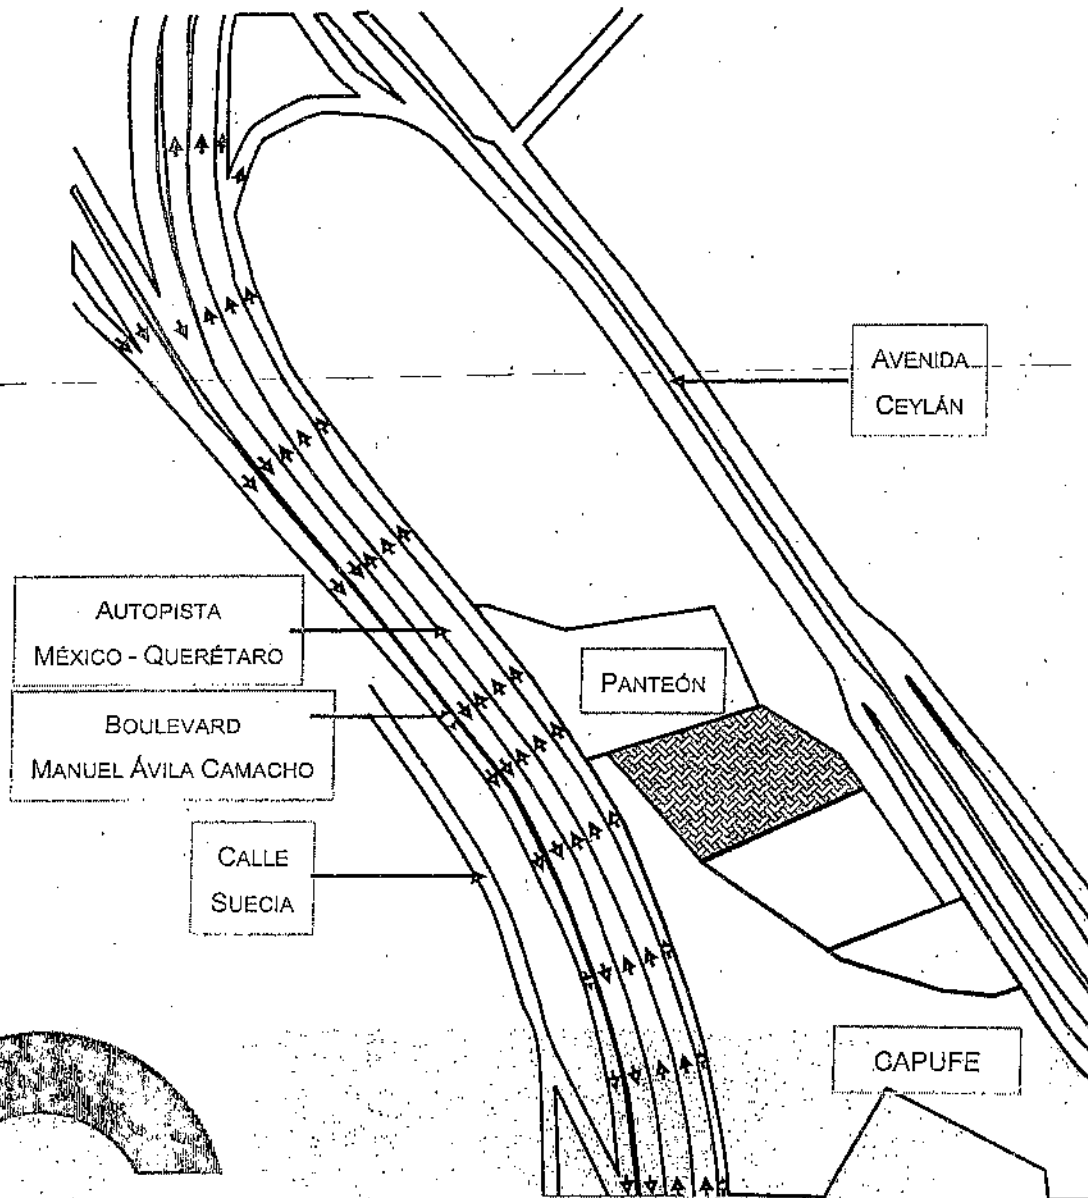 AVENIDA
CEYLÁN
AUTOPISTA
MÉXICO - QUERÉTARO
PANTEÓN
BOULEVARD
MANUEL ÁVILA CAMACHO
CALLE
SUECIA
CAPUFE